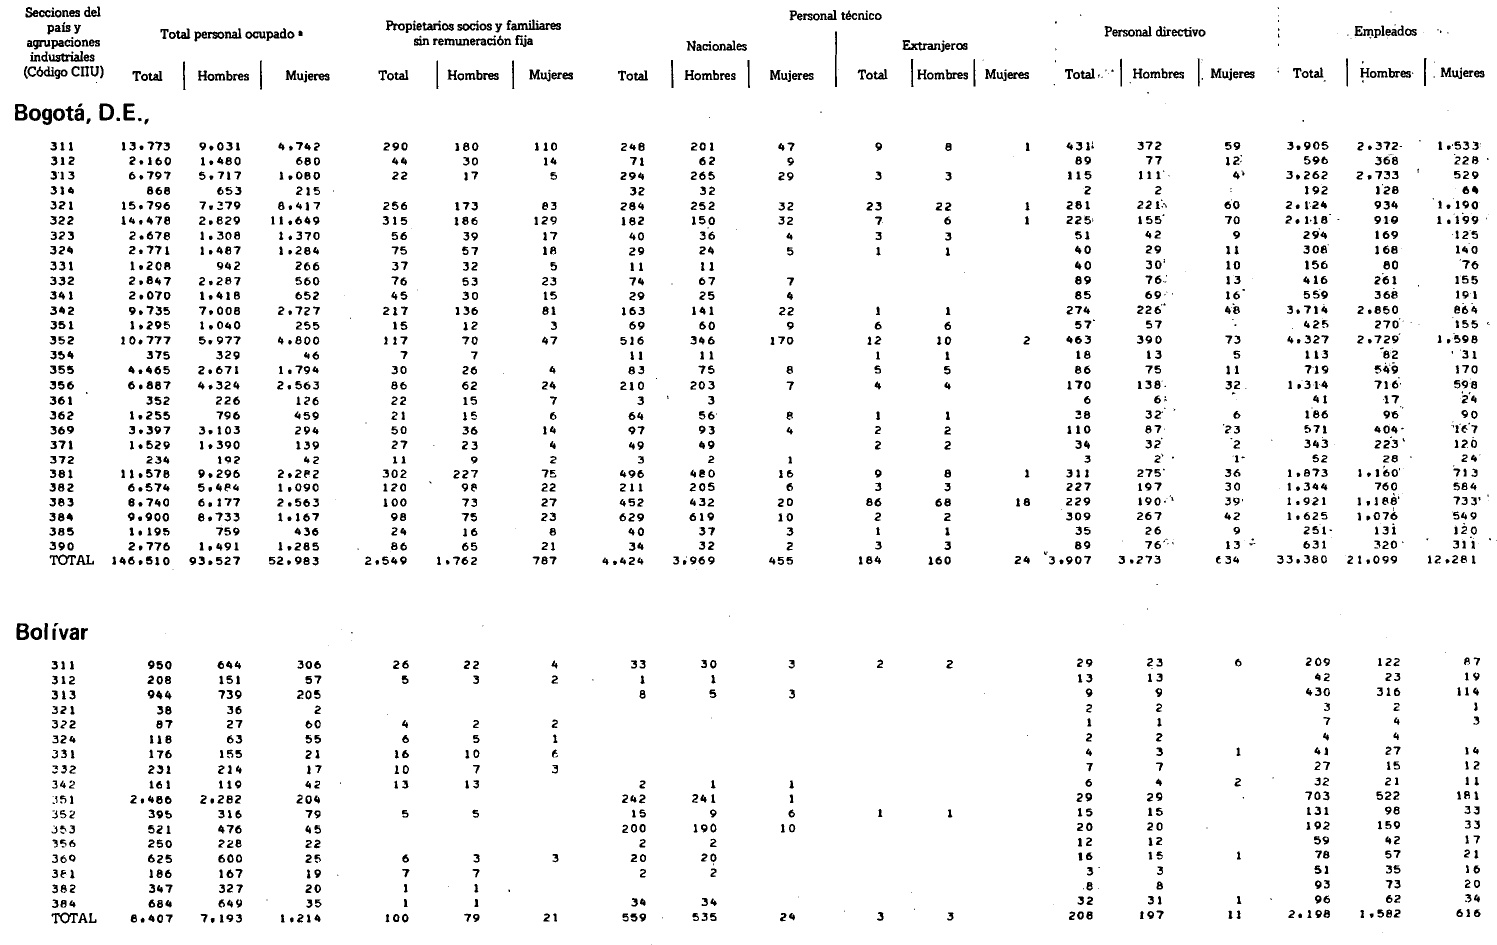 Secciones del país y agrupaciones industriales (Código CIIU) Total personal ocupado a Propietarios socios y familiares sin remuneración fija Personal técnico Personal directivo Empleados
Nacionales Extranjeros
Total Hombres Mujeres Total Hombres Mujeres Total Hombres Mujeres Total Hombres Mujeres Total Hombres Mujeres Total Hombres Mujeres
Bogotá, D.E.,
311 13.773 9.031 4.742 290 180 110 248 201 47 9 8 1 431 372 59 3.905 2.372 1.533
312 2.160 1.480 680 44 30 14 71 62 9 89 77 12 596 368 228
313 6.797 5.717 1.080 22 17 5 294 265 29 3 3 115 111 4 3.262 2.733 529
314 868 653 215 32 32 2 2 192 128 64
321 15.796 7.379 8.417 256 173 83 284 252 32 23 22 1 281 221 60 2.124 934 1.190
322 14.478 2.829 11.649 315 186 129 182 150 32 7 6 1 225 155 70 2.118 919 1.199
323 2.678 1.308 1.370 56 39 17 40 36 4 3 3 51 42 9 294 169 125
324 2.771 1.487 1.284 75 57 18 29 24 5 1 1 40 29 11 308 168 140
331 1.208 942 266 37 32 5 11 11 40 30 10 156 80 76
332 2.847 2.287 560 76 53 23 74 67 7 89 76 13 416 261 155
341 2.070 1.418 652 45 30 15 29 25 4 85 69 16 559 368 191
342 9.735 7.008 2.727 217 136 81 163 141 22 1 1 274 226 48 3.714 2.850 864
351 1.295 1.040 255 15 12 3 69 60 9 6 6 57 57 425 270 155
352 10.777 5.977 4.800 117 70 47 516 346 170 12 10 2 463 390 73 4.327 2.729 1.598
354 375 329 46 7 7 11 11 1 1 18 13 5 113 82 31
355 4.465 2.671 1.794 30 26 4 83 75 8 5 5 86 75 11 719 549 170
356 6.887 4.324 2.563 86 62 24 210 203 7 4 4 170 138 32 1.314 716 598
361 352 226 126 22 15 7 3 3 6 6 41 17 24
362 1.255 796 459 21 15 6 64 56 8 1 1 38 32 6 186 96 90
369 3.397 3.103 294 50 36 14 97 93 4 2 2 110 87 23 571 404 167
371 1.529 1.390 139 27 23 4 49 49 2 2 34 32 2 343 223 120
372 234 192 42 11 9 2 3 2 1 3 2 1 52 28 24
381 11.578 9.296 2.282 302 227 75 496 480 16 9 8 1 311 275 36 1.873 1.160 713
382 6.574 5.484 1.090 120 98 22 211 205 6 3 3 227 197 30 1.344 760 584
383 8.740 6.177 2.563 100 73 27 452 432 20 86 68 18 229 190 39 1.921 1.188 733
384 9.900 8.733 1.167 98 75 23 629 619 10 2 2 309 267 42 1.625 1.076 549
385 1.195 759 436 24 16 8 40 37 3 1 1 35 26 9 251 131 120
390 2.776 1.491 1.285 86 65 21 34 32 2 3 3 89 76 13 631 320 311
TOTAL 146.510 93.527 52.983 2.549 1.762 787 4.424 3.969 455 184 160 24 3.907 3.273 634 33.380 21.099 12.281
Bolívar
311 950 644 306 26 22 4 33 30 3 2 2 29 23 6 209 122 87
312 208 151 57 5 3 2 1 1 13 13 42 23 19
313 944 739 205 8 5 3 9 9 430 316 114
321 38 36 2 2 2 3 2 1
322 87 27 60 4 2 2 1 1 7 4 3
324 118 63 55 6 5 1 2 2 4 4
331 176 155 21 16 10 6 4 3 1 41 27 14
332 231 214 17 10 7 3 7 7 27 15 12
342 161 119 42 13 13 2 1 1 6 4 2 32 21 11
351 2.486 2.282 204 242 241 1 29 29 703 522 181
352 395 316 79 5 5 15 9 6 1 1 15 15 131 98 33
353 521 476 45 200 190 10 20 20 192 159 33
356 250 228 22 2 2 12 12 59 42 17
369 625 600 25 6 3 3 20 20 16 15 1 78 57 21
381 186 167 19 7 7 2 2 3 3 51 35 16
382 347 327 20 1 1 8 8 93 73 20
384 684 649 35 1 1 34 34 32 31 1 96 62 34
TOTAL 8.407 7.193 1.214 100 79 21 559 535 24 3 3 208 197 11 2.198 1.582 616